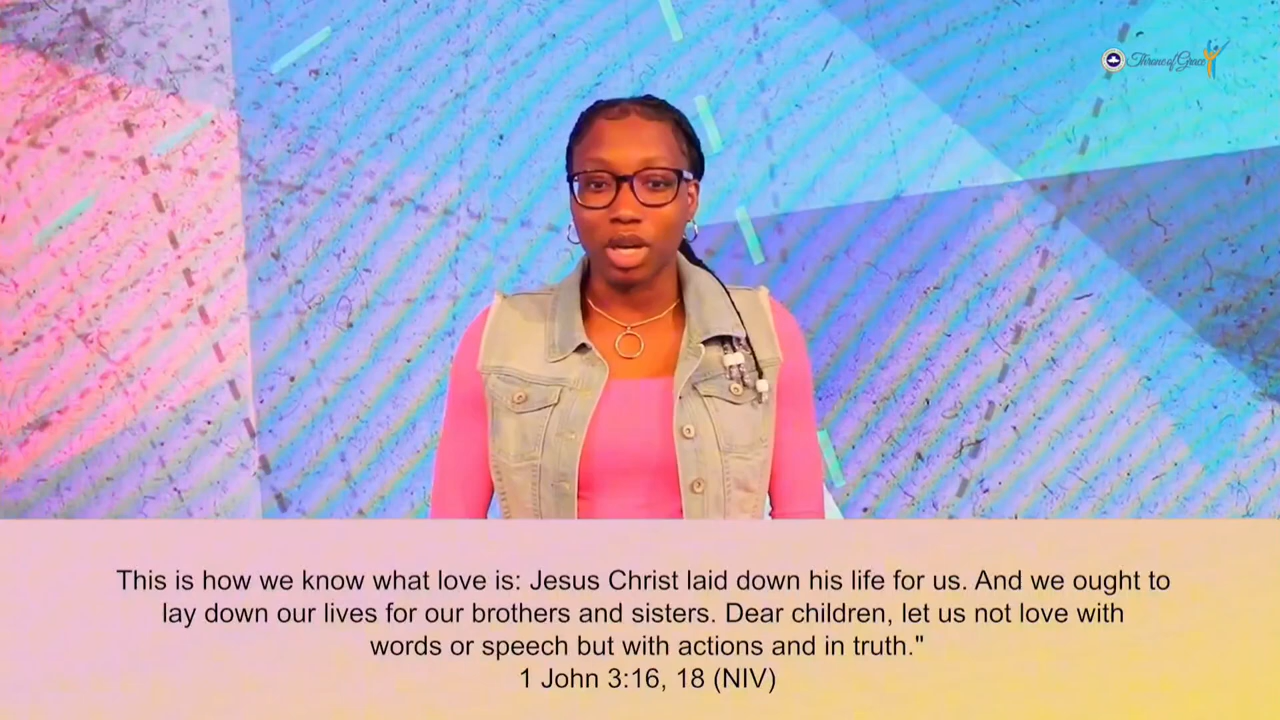 Throne of Grace
This is how we know what love is: Jesus Christ laid down his life for us. And we ought to
lay down our lives for our brothers and sisters. Dear children, let us not love with
words or speech but with actions and in truth."
1 John 3:16, 18 (NIV)